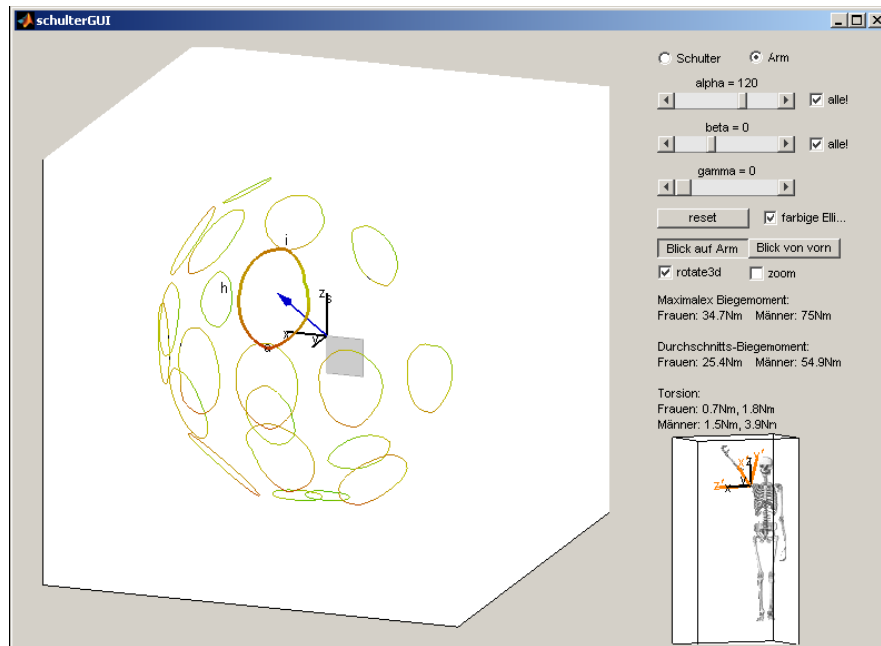 schulterGUI
Schulter Arm
alpha = 120
alle!
beta = 0
alle!
gamma = 0
reset farbige Elli...
Blick auf Arm Blick von vorn
rotate3d zoom
Maximalex Biegemoment:
Frauen: 34.7Nm Männer: 75Nm
Durchschnitts-Biegemoment:
Frauen: 25.4Nm Männer: 54.9Nm
Torsion:
Frauen: 0.7Nm, 1.8Nm
Männer: 1.5Nm, 3.9Nm
i
h
z s
x
y
a
z y'
z' x